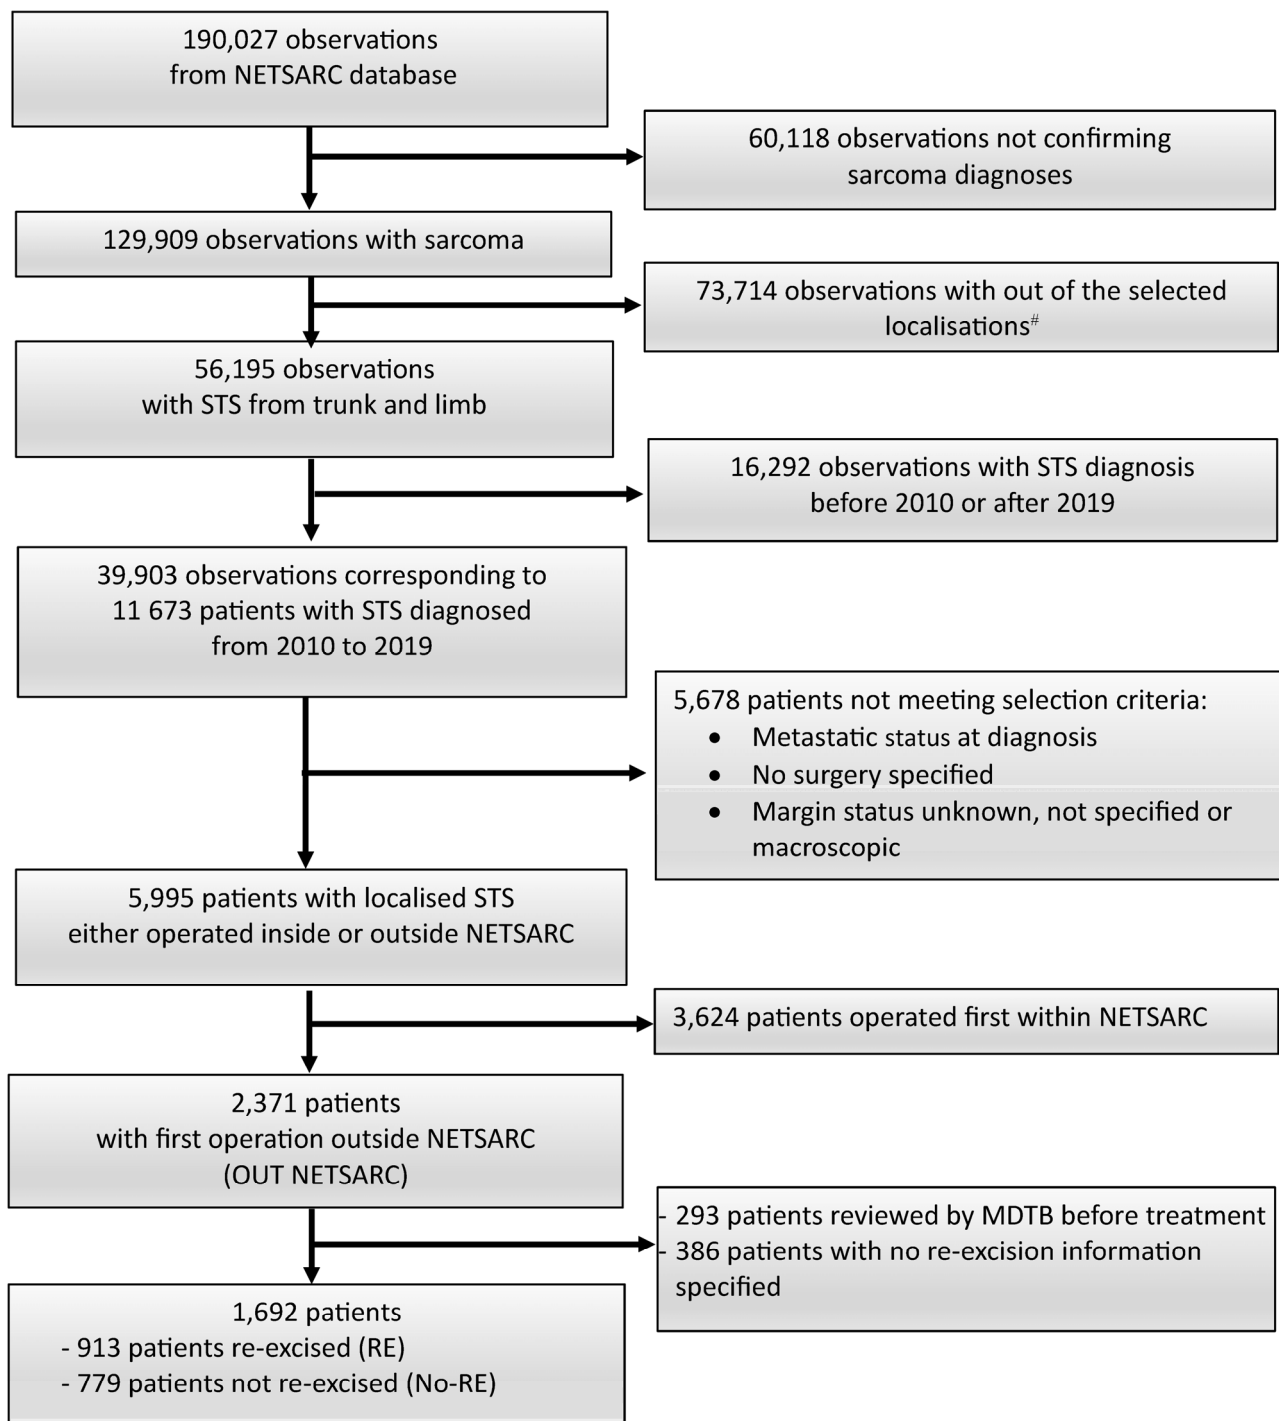 190,027 observations
from NETSARC database
60,118 observations not confirming
sarcoma diagnoses
129,909 observations with sarcoma
73,714 observations with out of the selected
localisations#
56,195 observations
with STS from trunk and limb
16,292 observations with STS diagnosis
before 2010 or after 2019
39,903 observations corresponding to
11 673 patients with STS diagnosed
from 2010 to 2019
5,678 patients not meeting selection criteria:
• Metastatic status at diagnosis
• No surgery specified
• Margin status unknown, not specified or
macroscopic
5,995 patients with localised STS
either operated inside or outside NETSARC
3,624 patients operated first within NETSARC
2,371 patients
with first operation outside NETSARC
(OUT NETSARC)
- 293 patients reviewed by MDTB before treatment
- 386 patients with no re-excision information
specified
1,692 patients
- 913 patients re-excised (RE)
- 779 patients not re-excised (No-RE)